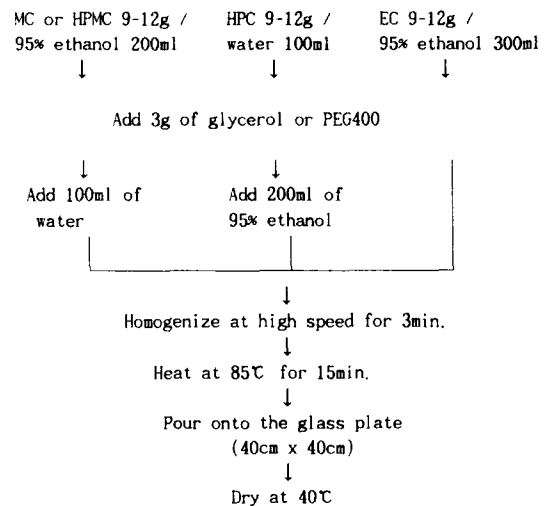 MC or HPMC 9-12g / HPC 9-12g / EC 9-12g /
95% ethanol 200ml water 100ml 95% ethanol 300ml
↓ ↓ ↓
Add 3g of glycerol or PEG400
↓ ↓
Add 100ml of Add 200ml of
water 95% ethanol
↓
Homogenize at high speed for 3min.
↓
Heat at 85℃ for 15min.
↓
Pour onto the glass plate
(40cm x 40cm)
↓
Dry at 40℃